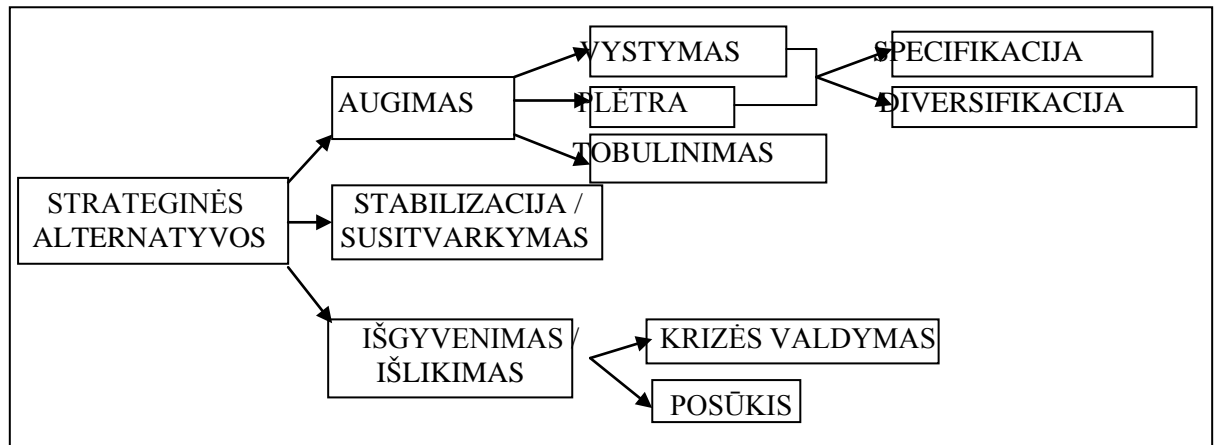 VYSTYMAS
SPECIFIKACIJA
AUGIMAS
PLĖTRA
DIVERSIFIKACIJA
TOBULINIMAS
STRATEGINĖS
ALTERNATYVOS
STABILIZACIJA /
SUSITVARKYMAS
IŠGYVENIMAS /
IŠLIKIMAS
KRIZĖS VALDYMAS
POSŪKIS